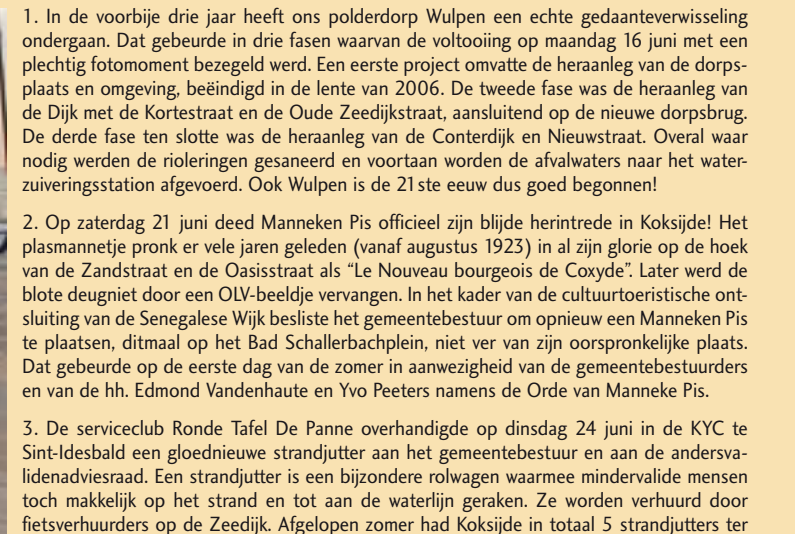 1. In de voorbije drie jaar heeft ons polderdorp Wulpen een echte gedaanteverwisseling
ondergaan. Dat gebeurde in drie fasen waarvan de voltooiing op maandag 16 juni met een
plechtig fotomoment bezegeld werd. Een eerste project omvatte de heraanleg van de dorps-
plaats en omgeving, beëindigd in de lente van 2006. De tweede fase was de heraanleg van
de Dijk met de Kortestraat en de Oude Zeedijkstraat, aansluitend op de nieuwe dorpsbrug.
De derde fase ten slotte was de heraanleg van de Conterdijk en Nieuwstraat. Overal waar
nodig werden de rioleringen gesaneerd en voortaan worden de afvalwaters naar het water-
zuiveringsstation afgevoerd. Ook Wulpen is de 21ste eeuw dus goed begonnen!
2. Op zaterdag 21 juni deed Manneken Pis officieel zijn blijde herintrede in Koksijde! Het
plasmannetje pronk er vele jaren geleden (vanaf augustus 1923) in al zijn glorie op de hoek
van de Zandstraat en de Oasisstraat als “Le Nouveau bourgeois de Coxyde”. Later werd de
blote deugniet door een OLV-beeldje vervangen. In het kader van de cultuurtoeristische ont-
sluiting van de Senegalese Wijk besliste het gemeentebestuur om opnieuw een Manneken Pis
te plaatsen, ditmaal op het Bad Schallerbachplein, niet ver van zijn oorspronkelijke plaats.
Dat gebeurde op de eerste dag van de zomer in aanwezigheid van de gemeentebestuurders
en van de hh. Edmond Vandenhaute en Yvo Peeters namens de Orde van Manneke Pis.
3. De serviceclub Ronde Tafel De Panne overhandigde op dinsdag 24 juni in de KYC te
Sint-Idesbald een gloednieuwe strandjutter aan het gemeentebestuur en aan de andersva-
lidenadviesraad. Een strandjutter is een bijzondere rolwagen waarmee mindervalide mensen
toch makkelijk op het strand en tot aan de waterlijn geraken. Ze worden verhuurd door
fietsverhuurders op de Zeedijk. Afgelopen zomer had Koksijde in totaal 5 strandjutters ter